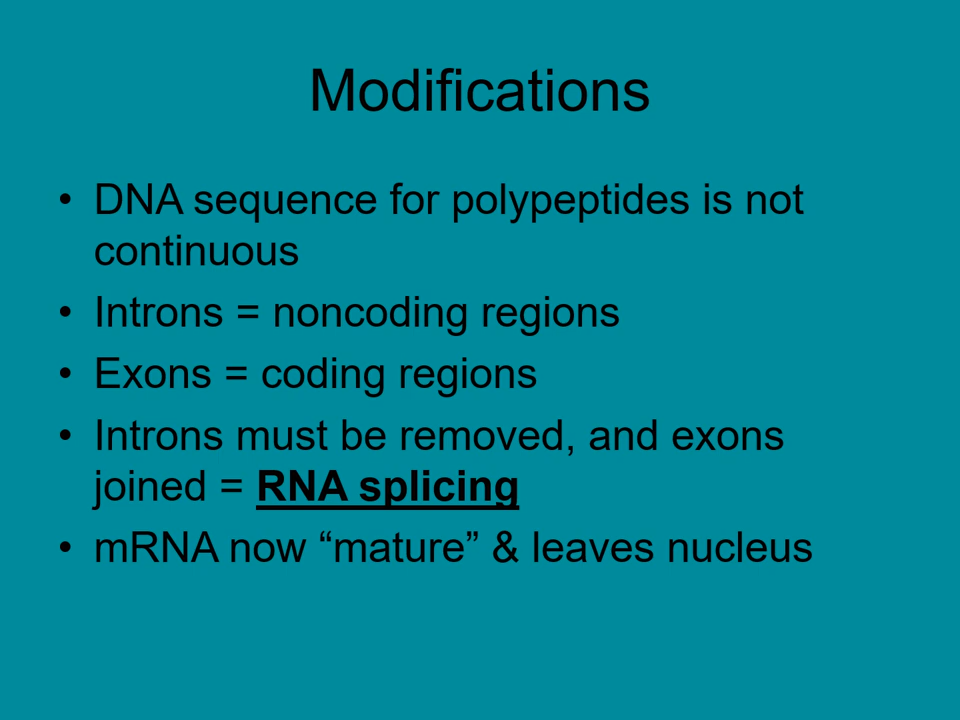 Modifications
• DNA sequence for polypeptides is not
continuous
• Introns = noncoding regions
• Exons = coding regions
• Introns must be removed, and exons
joined = RNA splicing
• mRNA now “mature” & leaves nucleus